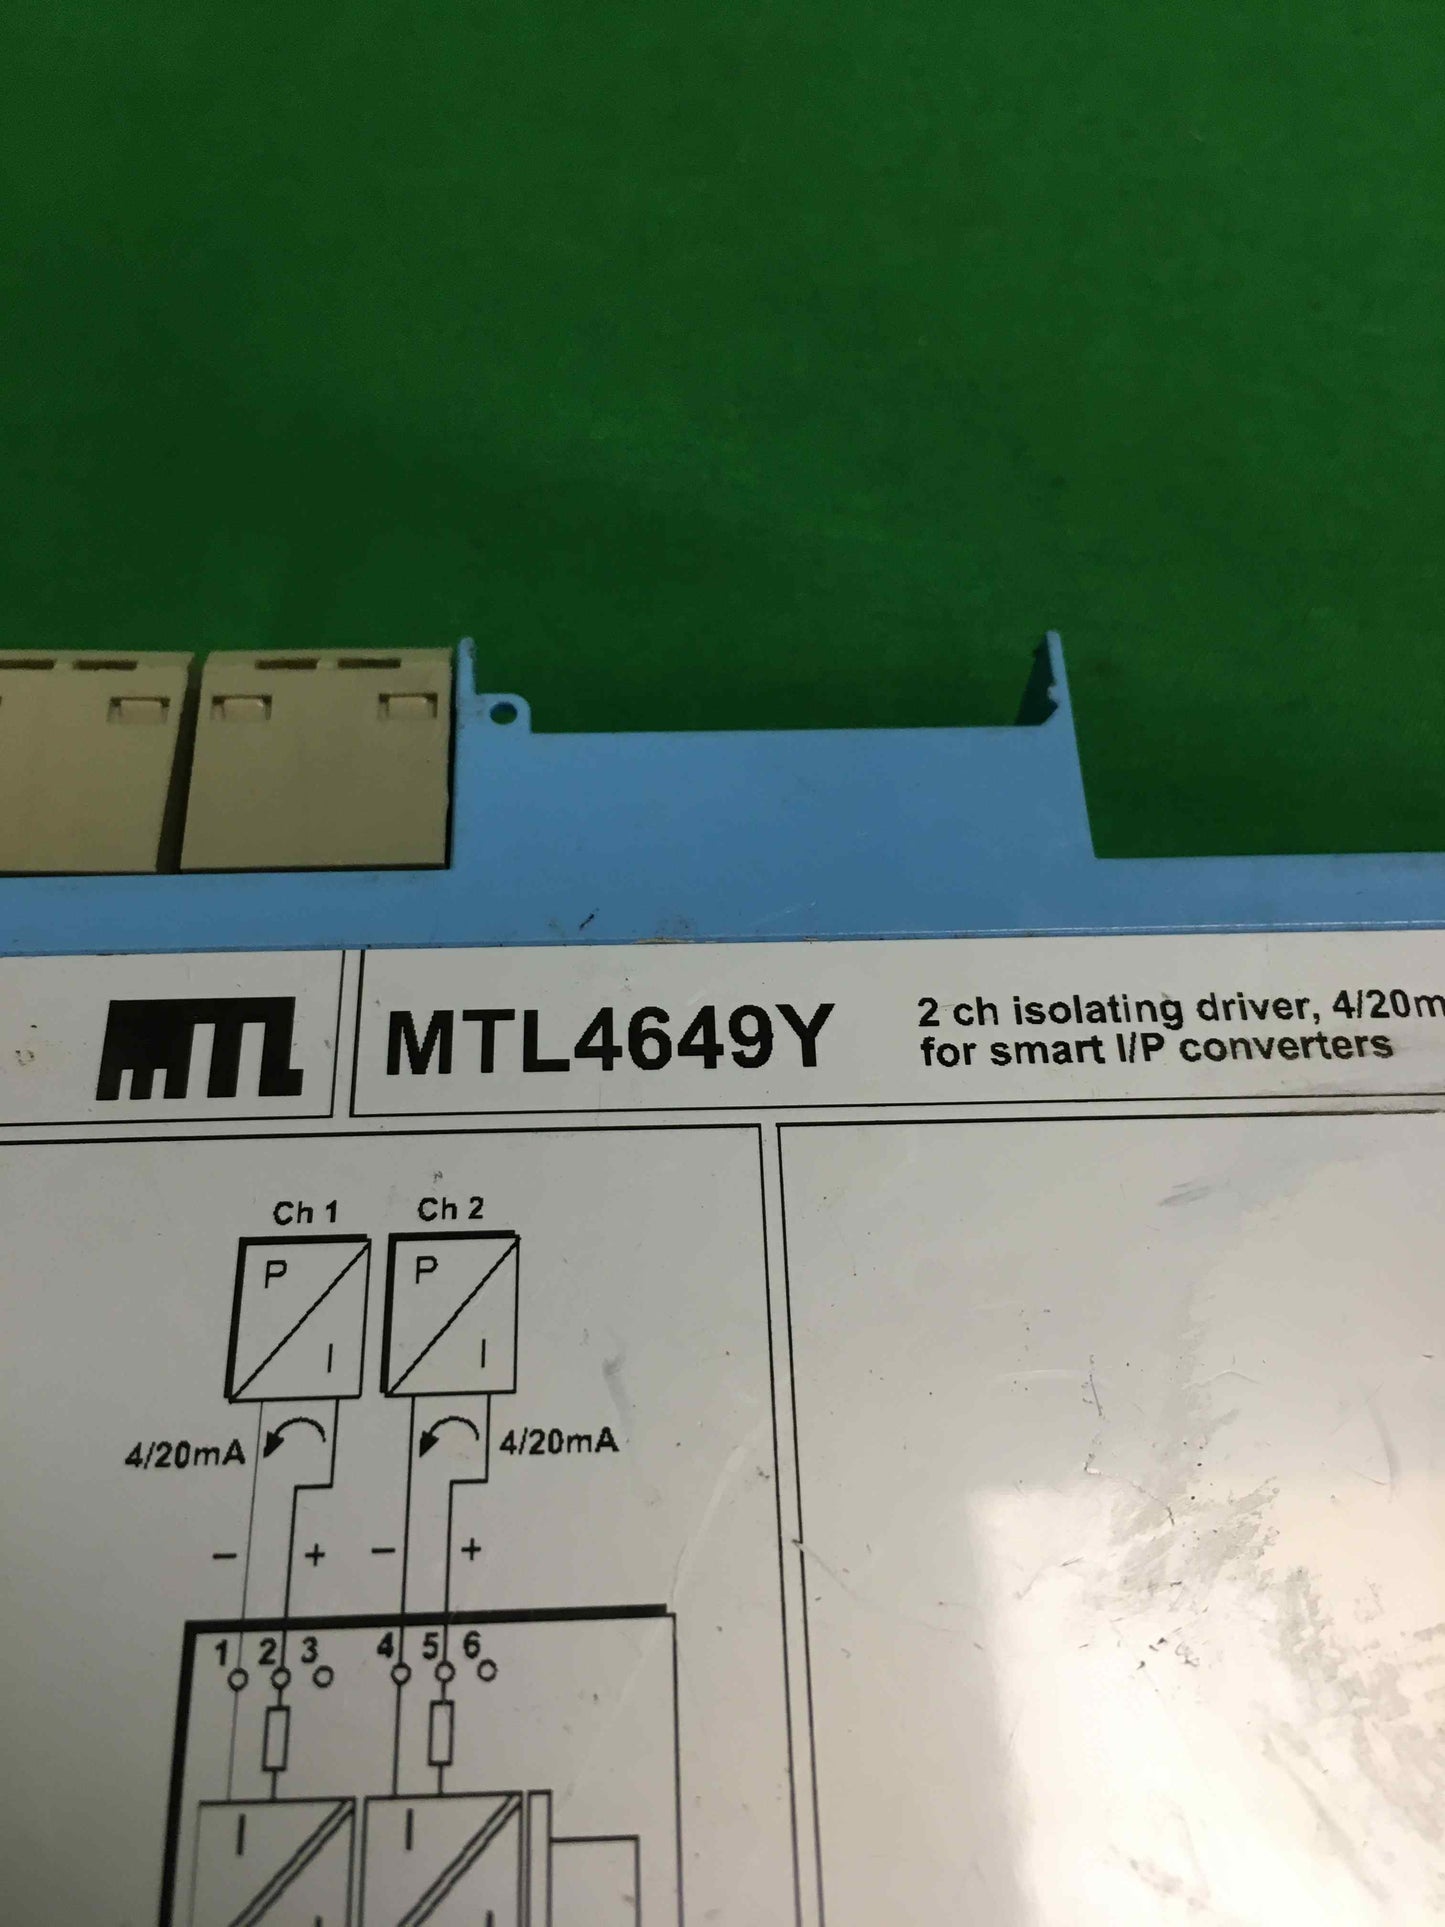 MTL
MTL4649Y
2 ch isolating driver, 4/20m
for smart I/P converters
Ch 1
Ch 2
P
I
P
I
4/20mA
4/20mA
− + − +
1 2 3 4 5 6
I
I